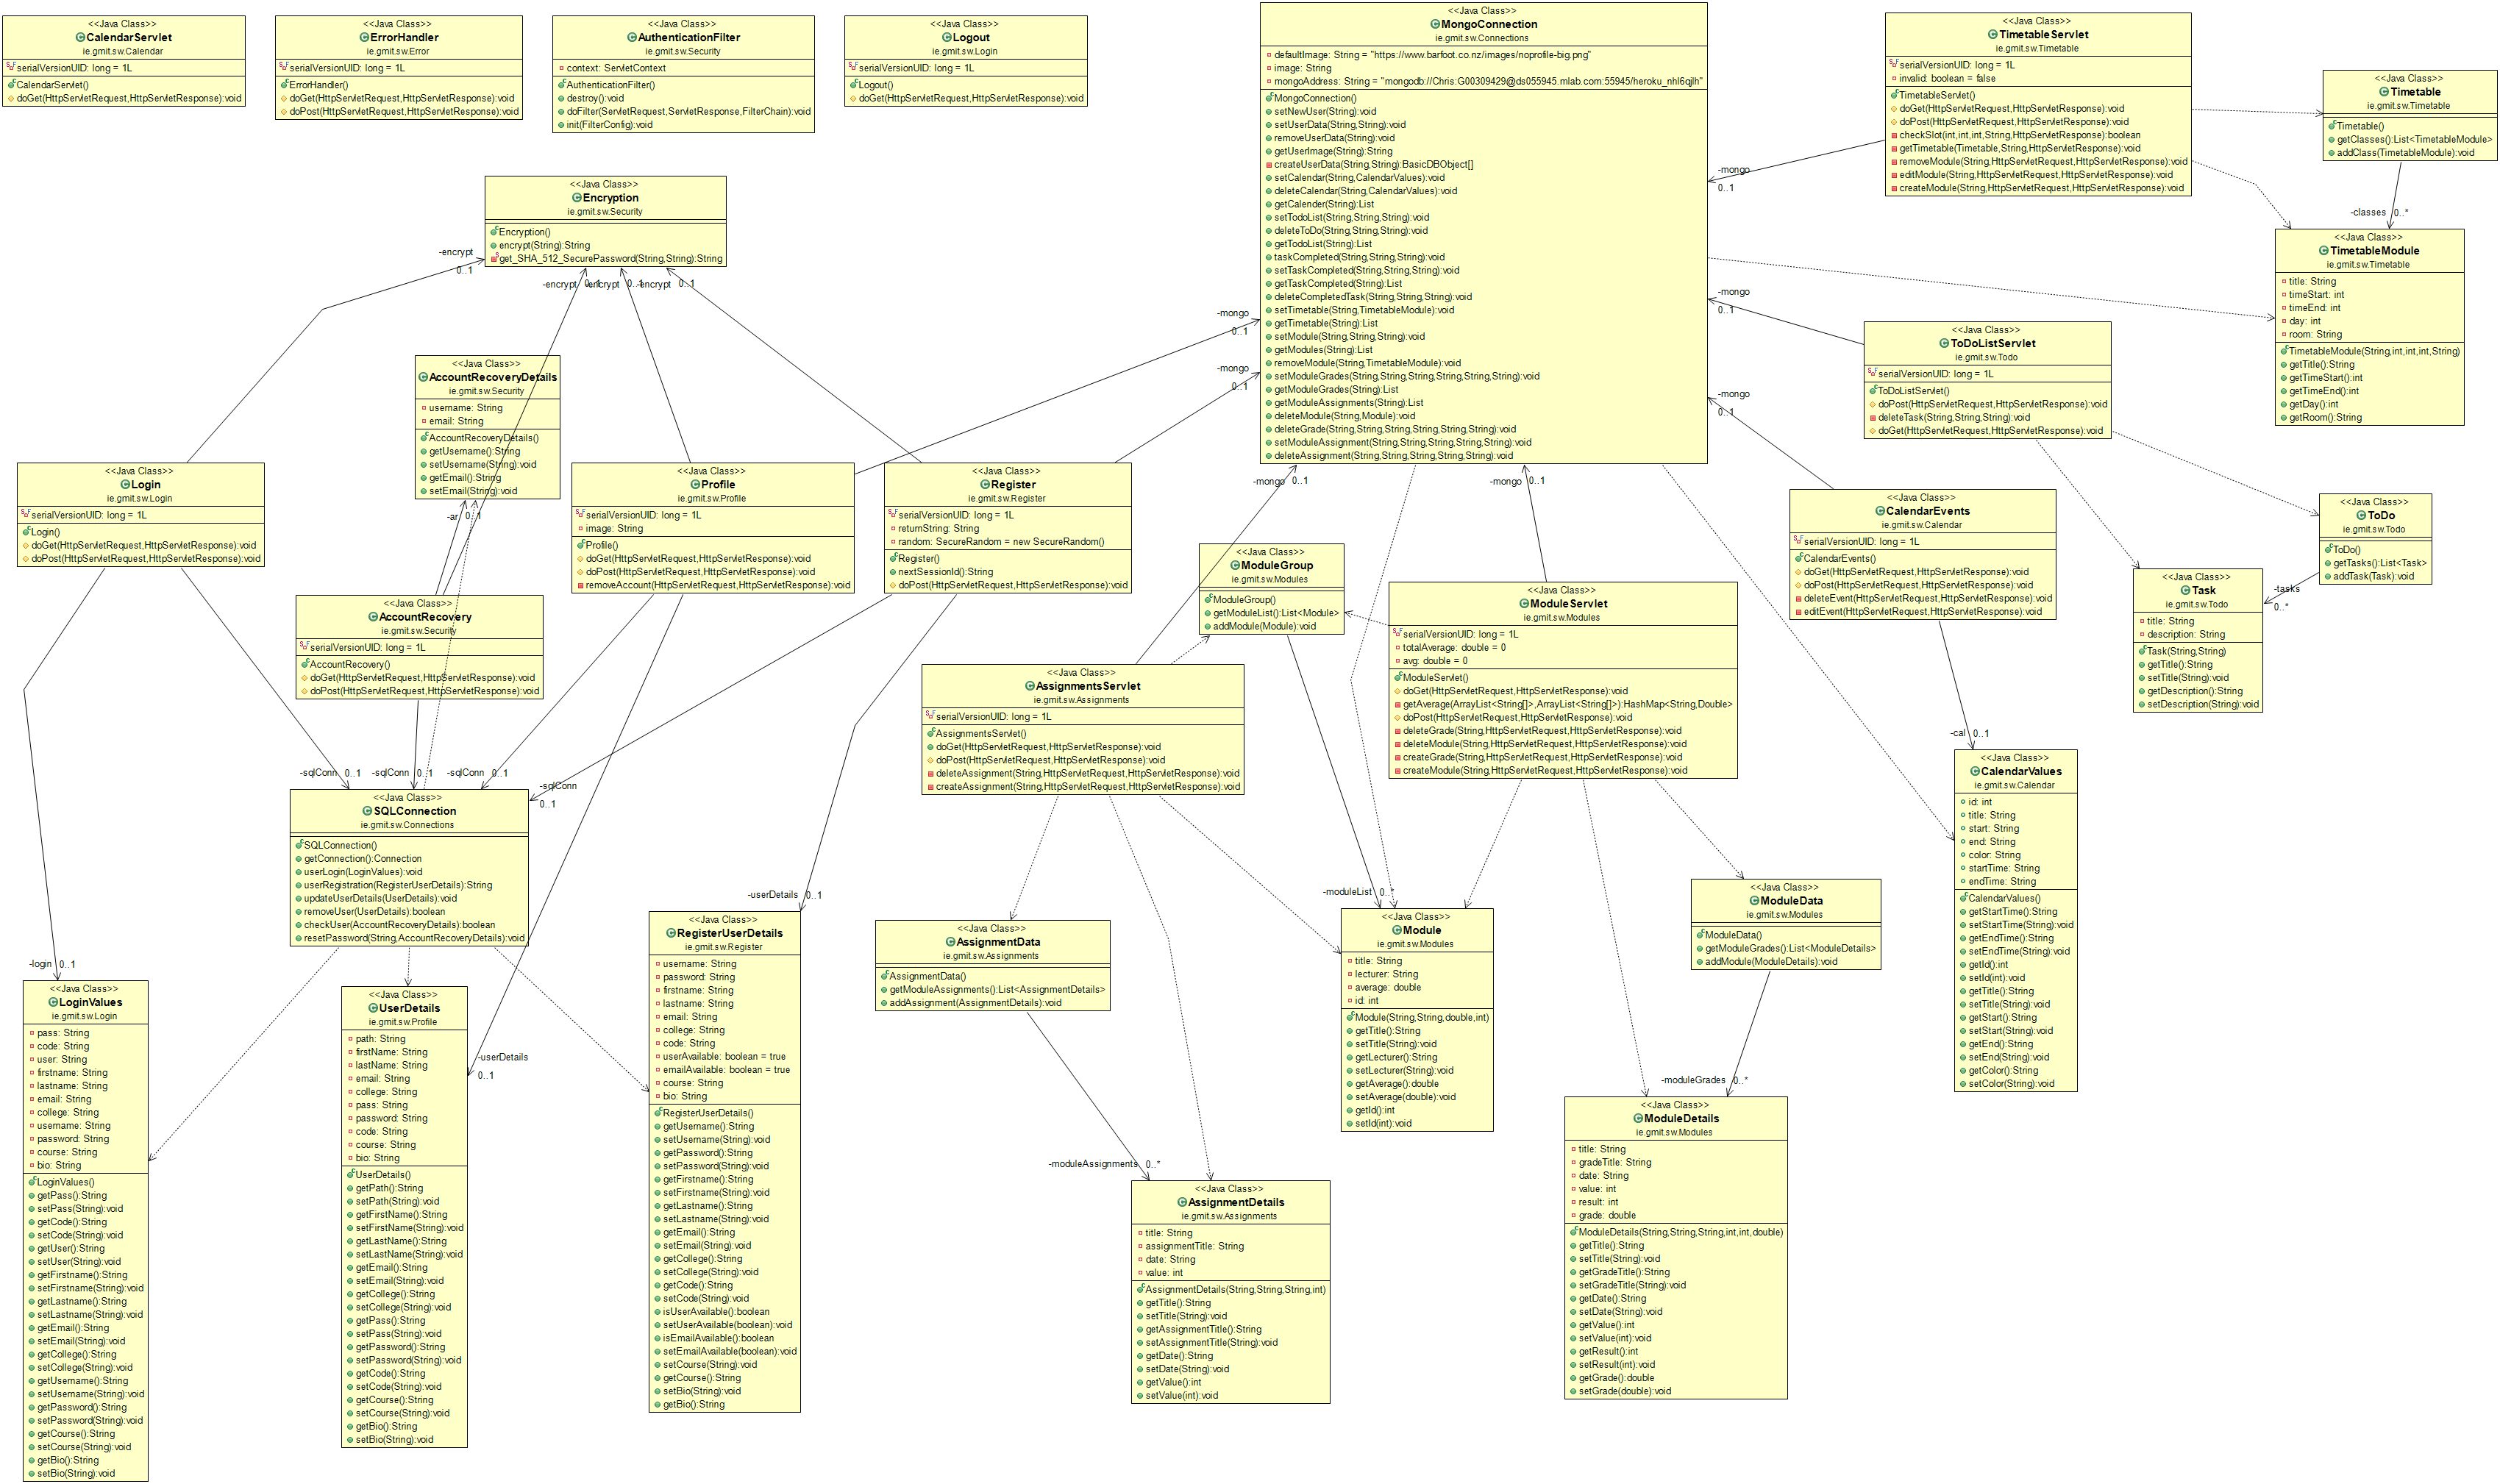 <<Java Class>>
CalendarServlet
ie.gmit.sw.Calendar
serialVersionUID: long = 1L
CalendarServlet()
doGet(HttpServletRequest,HttpServletResponse):void
<<Java Class>>
ErrorHandler
ie.gmit.sw.Error
serialVersionUID: long = 1L
ErrorHandler()
doGet(HttpServletRequest,HttpServletResponse):void
doPost(HttpServletRequest,HttpServletResponse):void
<<Java Class>>
AuthenticationFilter
ie.gmit.sw.Security
context: ServletContext
AuthenticationFilter()
destroy():void
doFilter(ServletRequest,ServletResponse,FilterChain):void
init(FilterConfig):void
<<Java Class>>
Logout
ie.gmit.sw.Login
serialVersionUID: long = 1L
Logout()
doGet(HttpServletRequest,HttpServletResponse):void
<<Java Class>>
MongoConnection
ie.gmit.sw.Connections
defaultImage: String = "https://www.barfoot.co.nz/images/noprofile-big.png"
image: String
mongoAddress: String = "mongodb://Chris:G00309429@ds055945.mlab.com:55945/heroku_nhl6qjlh"
MongoConnection()
setNewUser(String):void
setUserData(String,String):void
removeUserData(String):void
getUserImage(String):String
createUserData(String,String):BasicDBObject[]
setCalendar(String,CalendarValues):void
deleteCalendar(String,CalendarValues):void
getCalender(String):List
setTodoList(String,String,String):void
deleteToDo(String,String,String):void
getTodoList(String):List
taskCompleted(String,String,String):void
setTaskCompleted(String,String,String):void
getTaskCompleted(String):List
deleteCompletedTask(String,String,String):void
setTimetable(String,TimetableModule):void
getTimetable(String):List
setModule(String,String,String):void
getModules(String):List
removeModule(String,TimetableModule):void
setModuleGrades(String,String,String,String,String,String):void
getModuleGrades(String):List
getModuleAssignments(String):List
deleteModule(String,Module):void
deleteGrade(String,String,String,String,String,String):void
setModuleAssignment(String,String,String,String,String):void
deleteAssignment(String,String,String,String,String):void
<<Java Class>>
TimetableServlet
ie.gmit.sw.Timetable
serialVersionUID: long = 1L
invalid: boolean = false
TimetableServlet()
doGet(HttpServletRequest,HttpServletResponse):void
doPost(HttpServletRequest,HttpServletResponse):void
checkSlot(int,int,int,String,HttpServletResponse):boolean
getTimetable(Timetable,String,HttpServletResponse):void
removeModule(String,HttpServletRequest,HttpServletResponse):void
editModule(String,HttpServletRequest,HttpServletResponse):void
createModule(String,HttpServletRequest,HttpServletResponse):void
<<Java Class>>
Timetable
ie.gmit.sw.Timetable
Timetable()
getClasses():List<TimetableModule>
addClass(TimetableModule):void
-classes 0..*
<<Java Class>>
TimetableModule
ie.gmit.sw.Timetable
title: String
timeStart: int
timeEnd: int
day: int
room: String
TimetableModule(String,int,int,int,String)
getTitle():String
getTimeStart():int
getTimeEnd():int
getDay():int
getRoom():String
-mongo
0..1
-mongo
0..1
-mongo
0..1
-mongo
0..1
-mongo
0..1
-mongo 0..1
-mongo 0..1
<<Java Class>>
Encryption
ie.gmit.sw.Security
Encryption()
encrypt(String):String
get_SHA_512_SecurePassword(String,String):String
-encrypt
0..1
-encrypt 0..1
-encrypt 0..1
-encrypt 0..1
<<Java Class>>
AccountRecoveryDetails
ie.gmit.sw.Security
username: String
email: String
AccountRecoveryDetails()
getUsername():String
setUsername(String):void
getEmail():String
setEmail(String):void
-ar 0..1
<<Java Class>>
Login
ie.gmit.sw.Login
serialVersionUID: long = 1L
Login()
doGet(HttpServletRequest,HttpServletResponse):void
doPost(HttpServletRequest,HttpServletResponse):void
<<Java Class>>
Profile
ie.gmit.sw.Profile
serialVersionUID: long = 1L
image: String
Profile()
doGet(HttpServletRequest,HttpServletResponse):void
doPost(HttpServletRequest,HttpServletResponse):void
removeAccount(HttpServletRequest,HttpServletResponse):void
<<Java Class>>
Register
ie.gmit.sw.Register
serialVersionUID: long = 1L
returnString: String
random: SecureRandom = new SecureRandom()
Register()
nextSessionId():String
doPost(HttpServletRequest,HttpServletResponse):void
<<Java Class>>
ToDoListServlet
ie.gmit.sw.Todo
serialVersionUID: long = 1L
ToDoListServlet()
doPost(HttpServletRequest,HttpServletResponse):void
deleteTask(String,String,String):void
doGet(HttpServletRequest,HttpServletResponse):void
<<Java Class>>
CalendarEvents
ie.gmit.sw.Calendar
serialVersionUID: long = 1L
CalendarEvents()
doGet(HttpServletRequest,HttpServletResponse):void
doPost(HttpServletRequest,HttpServletResponse):void
deleteEvent(HttpServletRequest,HttpServletResponse):void
editEvent(HttpServletRequest,HttpServletResponse):void
<<Java Class>>
ToDo
ie.gmit.sw.Todo
ToDo()
getTasks():List<Task>
addTask(Task):void
-tasks
0..*
<<Java Class>>
Task
ie.gmit.sw.Todo
title: String
description: String
Task(String,String)
getTitle():String
setTitle(String):void
getDescription():String
setDescription(String):void
<<Java Class>>
AccountRecovery
ie.gmit.sw.Security
serialVersionUID: long = 1L
AccountRecovery()
doGet(HttpServletRequest,HttpServletResponse):void
doPost(HttpServletRequest,HttpServletResponse):void
<<Java Class>>
ModuleGroup
ie.gmit.sw.Modules
ModuleGroup()
getModuleList():List<Module>
addModule(Module):void
<<Java Class>>
ModuleServlet
ie.gmit.sw.Modules
serialVersionUID: long = 1L
totalAverage: double = 0
avg: double = 0
ModuleServlet()
doGet(HttpServletRequest,HttpServletResponse):void
getAverage(ArrayList<String[]>,ArrayList<String[]>):HashMap<String,Double>
doPost(HttpServletRequest,HttpServletResponse):void
deleteGrade(String,HttpServletRequest,HttpServletResponse):void
deleteModule(String,HttpServletRequest,HttpServletResponse):void
createGrade(String,HttpServletRequest,HttpServletResponse):void
createModule(String,HttpServletRequest,HttpServletResponse):void
<<Java Class>>
AssignmentsServlet
ie.gmit.sw.Assignments
serialVersionUID: long = 1L
AssignmentsServlet()
doGet(HttpServletRequest,HttpServletResponse):void
doPost(HttpServletRequest,HttpServletResponse):void
deleteAssignment(String,HttpServletRequest,HttpServletResponse):void
createAssignment(String,HttpServletRequest,HttpServletResponse):void
-cal 0..1
<<Java Class>>
CalendarValues
ie.gmit.sw.Calendar
id: int
title: String
start: String
end: String
color: String
startTime: String
endTime: String
CalendarValues()
getStartTime():String
setStartTime(String):void
getEndTime():String
setEndTime(String):void
getId():int
setId(int):void
getTitle():String
setTitle(String):void
getStart():String
setStart(String):void
getEnd():String
setEnd(String):void
getColor():String
setColor(String):void
-sqlConn 0..1
-sqlConn 0..1
-sqlConn 0..1
-sqlConn
0..1
<<Java Class>>
SQLConnection
ie.gmit.sw.Connections
SQLConnection()
getConnection():Connection
userLogin(LoginValues):void
userRegistration(RegisterUserDetails):String
updateUserDetails(UserDetails):void
removeUser(UserDetails):boolean
checkUser(AccountRecoveryDetails):boolean
resetPassword(String,AccountRecoveryDetails):void
-login 0..1
<<Java Class>>
LoginValues
ie.gmit.sw.Login
pass: String
code: String
user: String
firstname: String
lastname: String
email: String
college: String
username: String
password: String
course: String
bio: String
LoginValues()
getPass():String
setPass(String):void
getCode():String
setCode(String):void
getUser():String
setUser(String):void
getFirstname():String
setFirstname(String):void
getLastname():String
setLastname(String):void
getEmail():String
setEmail(String):void
getCollege():String
setCollege(String):void
getUsername():String
setUsername(String):void
getPassword():String
setPassword(String):void
getCourse():String
setCourse(String):void
getBio():String
setBio(String):void
<<Java Class>>
UserDetails
ie.gmit.sw.Profile
path: String
firstName: String
lastName: String
email: String
college: String
pass: String
password: String
code: String
course: String
bio: String
UserDetails()
getPath():String
setPath(String):void
getFirstName():String
setFirstName(String):void
getLastName():String
setLastName(String):void
getEmail():String
setEmail(String):void
getCollege():String
setCollege(String):void
getPass():String
setPass(String):void
getPassword():String
setPassword(String):void
getCode():String
setCode(String):void
getCourse():String
setCourse(String):void
getBio():String
setBio(String):void
-userDetails
0..1
-userDetails 0..1
<<Java Class>>
RegisterUserDetails
ie.gmit.sw.Register
username: String
password: String
firstname: String
lastname: String
email: String
college: String
code: String
userAvailable: boolean = true
emailAvailable: boolean = true
course: String
bio: String
RegisterUserDetails()
getUsername():String
setUsername(String):void
getPassword():String
setPassword(String):void
getFirstname():String
setFirstname(String):void
getLastname():String
setLastname(String):void
getEmail():String
setEmail(String):void
getCollege():String
setCollege(String):void
getCode():String
setCode(String):void
isUserAvailable():boolean
setUserAvailable(boolean):void
isEmailAvailable():boolean
setEmailAvailable(boolean):void
setCourse(String):void
getCourse():String
setBio(String):void
getBio():String
<<Java Class>>
AssignmentData
ie.gmit.sw.Assignments
AssignmentData()
getModuleAssignments():List<AssignmentDetails>
addAssignment(AssignmentDetails):void
-moduleAssignments 0..*
<<Java Class>>
AssignmentDetails
ie.gmit.sw.Assignments
title: String
assignmentTitle: String
date: String
value: int
AssignmentDetails(String,String,String,int)
getTitle():String
setTitle(String):void
getAssignmentTitle():String
setAssignmentTitle(String):void
getDate():String
setDate(String):void
getValue():int
setValue(int):void
-moduleList 0..*
<<Java Class>>
Module
ie.gmit.sw.Modules
title: String
lecturer: String
average: double
id: int
Module(String,String,double,int)
getTitle():String
setTitle(String):void
getLecturer():String
setLecturer(String):void
getAverage():double
setAverage(double):void
getId():int
setId(int):void
<<Java Class>>
ModuleData
ie.gmit.sw.Modules
ModuleData()
getModuleGrades():List<ModuleDetails>
addModule(ModuleDetails):void
-moduleGrades 0..*
<<Java Class>>
ModuleDetails
ie.gmit.sw.Modules
title: String
gradeTitle: String
date: String
value: int
result: int
grade: double
ModuleDetails(String,String,String,int,int,double)
getTitle():String
setTitle(String):void
getGradeTitle():String
setGradeTitle(String):void
getDate():String
setDate(String):void
getValue():int
setValue(int):void
getResult():int
setResult(int):void
getGrade():double
setGrade(double):void